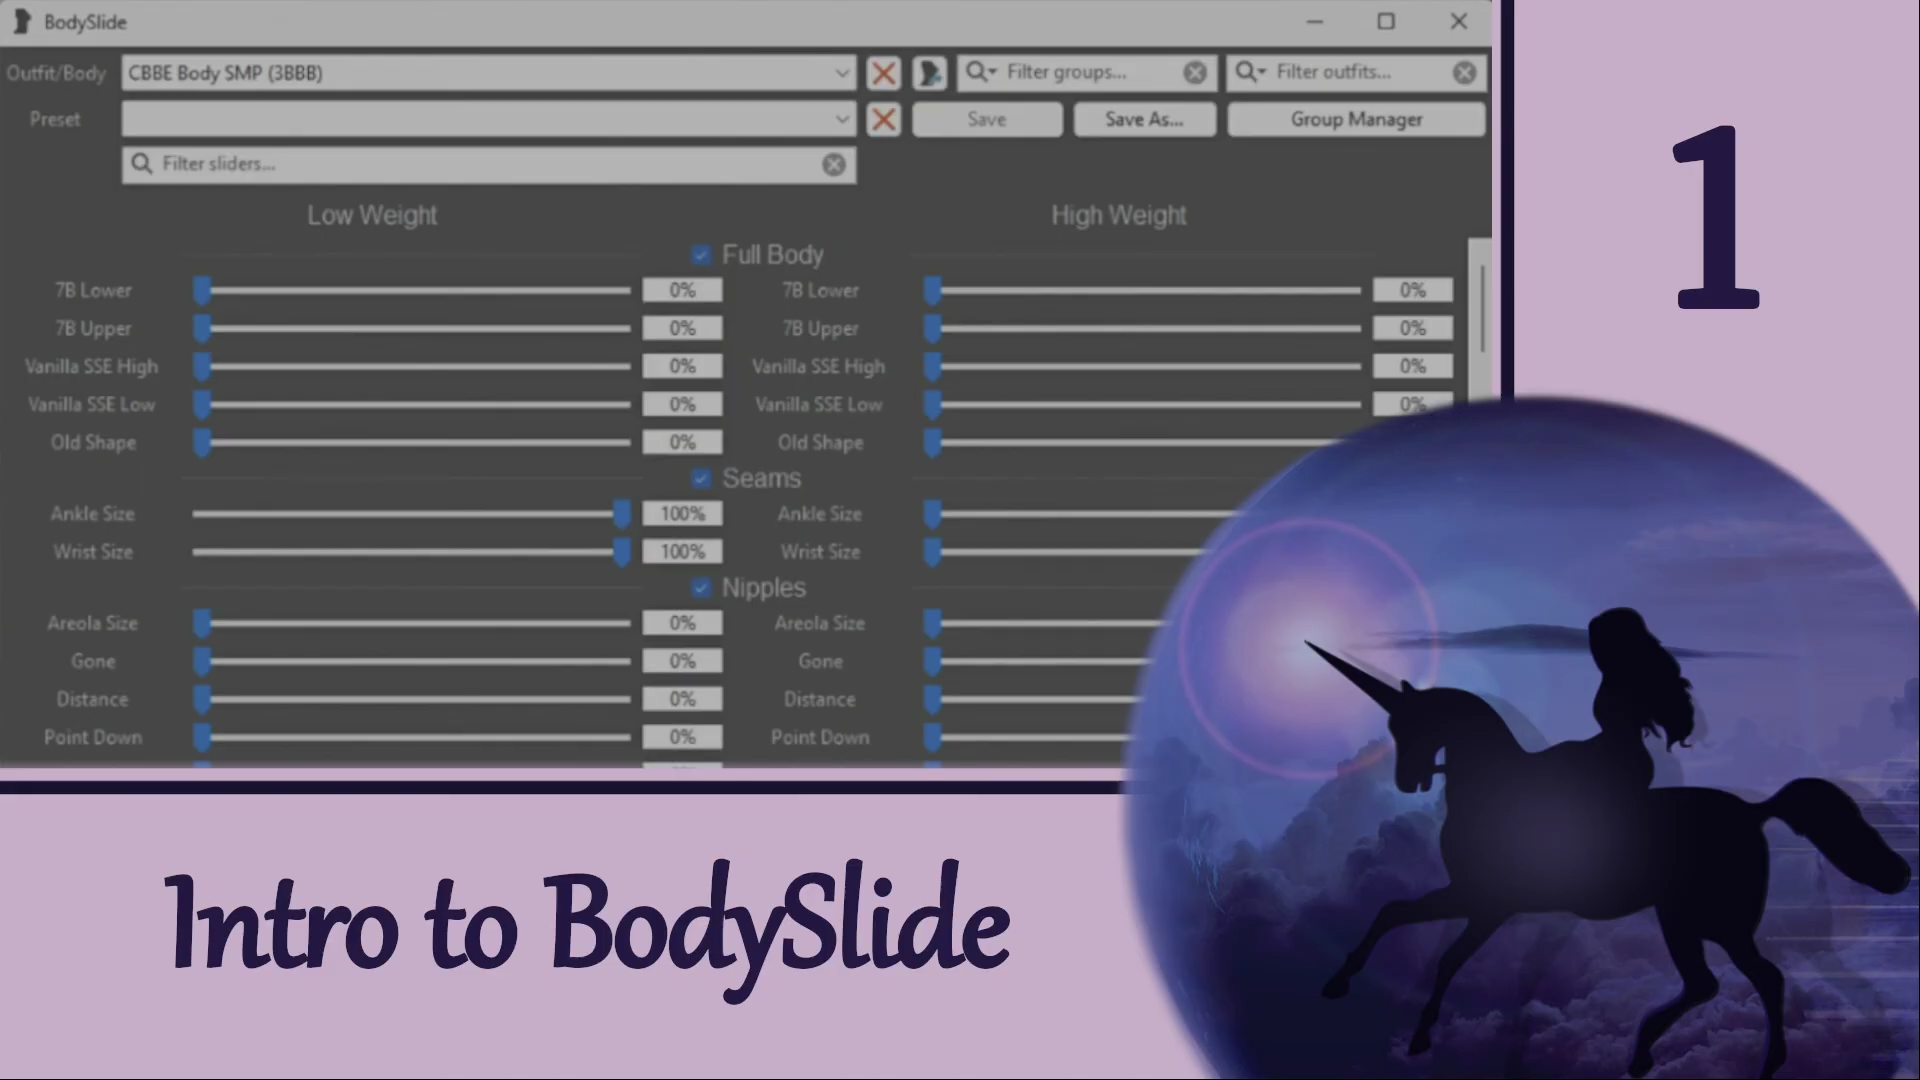 BodySlide
Outfit/Body CBBE Body SMP (3BBB) Filter groups... Filter outfits...
Preset Save Save As... Group Manager
Filter sliders...
Low Weight High Weight
Full Body
7B Lower 0% 7B Lower 0%
7B Upper 0% 7B Upper 0%
Vanilla SSE High 0% Vanilla SSE High 0%
Vanilla SSE Low 0% Vanilla SSE Low 0%
Old Shape 0% Old Shape
Seams
Ankle Size 100% Ankle Size
Wrist Size 100% Wrist Size
Nipples
Areola Size 0% Areola Size
Gone 0% Gone
Distance 0% Distance
Point Down 0% Point Down
1
Intro to BodySlide